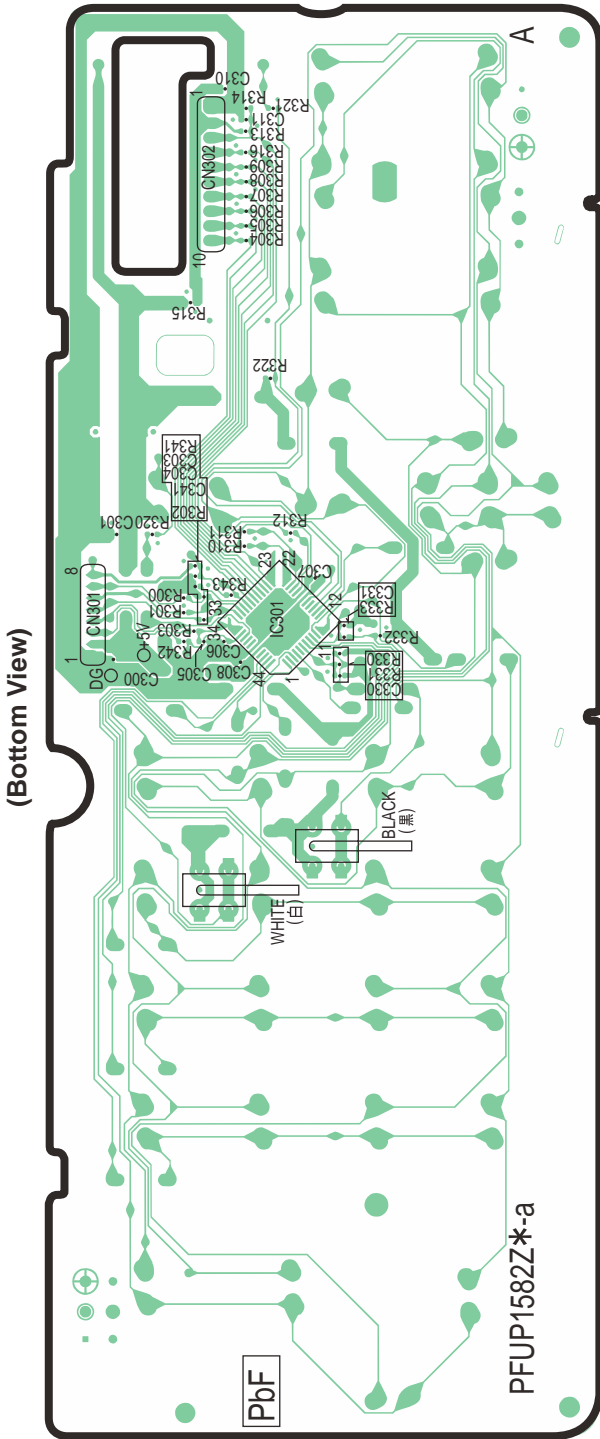 (Bottom View)
A
C310
1
R314
R321
C311
R313
CN302
R316
R309
R308
R307
R306
R305
R304
10
R315
R322
R341
C303
C304
C341
R302
C301
R320
R311
R310
R312
23
22
C307
8
CN301
1
R300
R301
R343
33
34
R303
R342
+5V
DG
C300
C305
C306
C308
IC301
44
1
12
11
C331
R333
R332
R330
R331
C330
BLACK
(黒)
WHITE
(白)
PbF
PFUP1582Z*-a